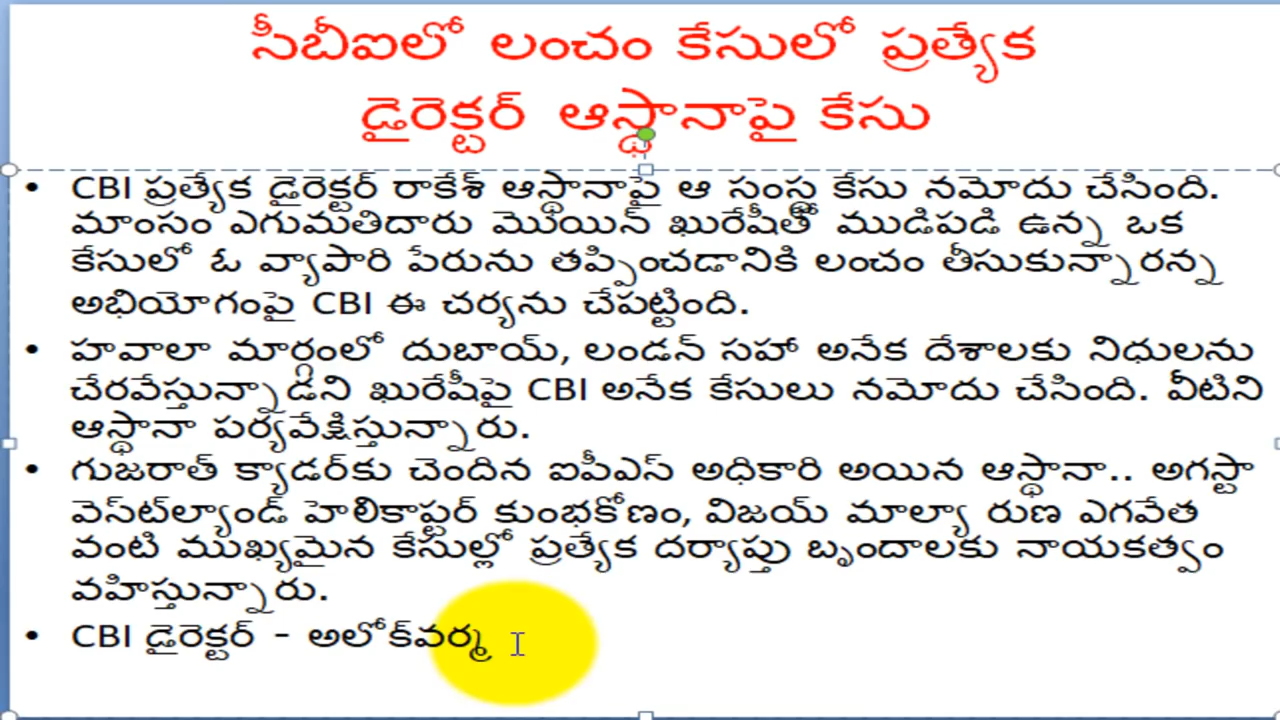 సీబీఐలో లంచం కేసులో ప్రత్యేక
డైరెక్టర్ ఆస్థానాపై కేసు
• CBI ప్రత్యేక డైరెక్టర్ రాకేశ్ ఆస్థానాపై ఆ సంస్థ కేసు నమోదు చేసింది.
మాంసం ఎగుమతిదారు మొయిన్ ఖురేషీతో ముడిపడి ఉన్న ఒక
కేసులో ఓ వ్యాపారి పేరును తప్పించడానికి లంచం తీసుకున్నారన్న
అభియోగంపై CBI ఈ చర్యను చేపట్టింది.
• హవాలా మార్గంలో దుబాయ్, లండన్ సహా అనేక దేశాలకు నిధులను
చేరవేస్తున్నాడని ఖురేషీపై CBI అనేక కేసులు నమోదు చేసింది. వీటిని
ఆస్థానా పర్యవేక్షిస్తున్నారు.
• గుజరాత్ క్యాడర్‌కు చెందిన ఐపీఎస్ అధికారి అయిన ఆస్థానా.. అగస్టా
వెస్ట్‌ల్యాండ్ హెలికాప్టర్ కుంభకోణం, విజయ్ మాల్యా రుణ ఎగవేత
వంటి ముఖ్యమైన కేసుల్లో ప్రత్యేక దర్యాప్తు బృందాలకు నాయకత్వం
వహిస్తున్నారు.
• CBI డైరెక్టర్ - అలోక్‌వర్మ